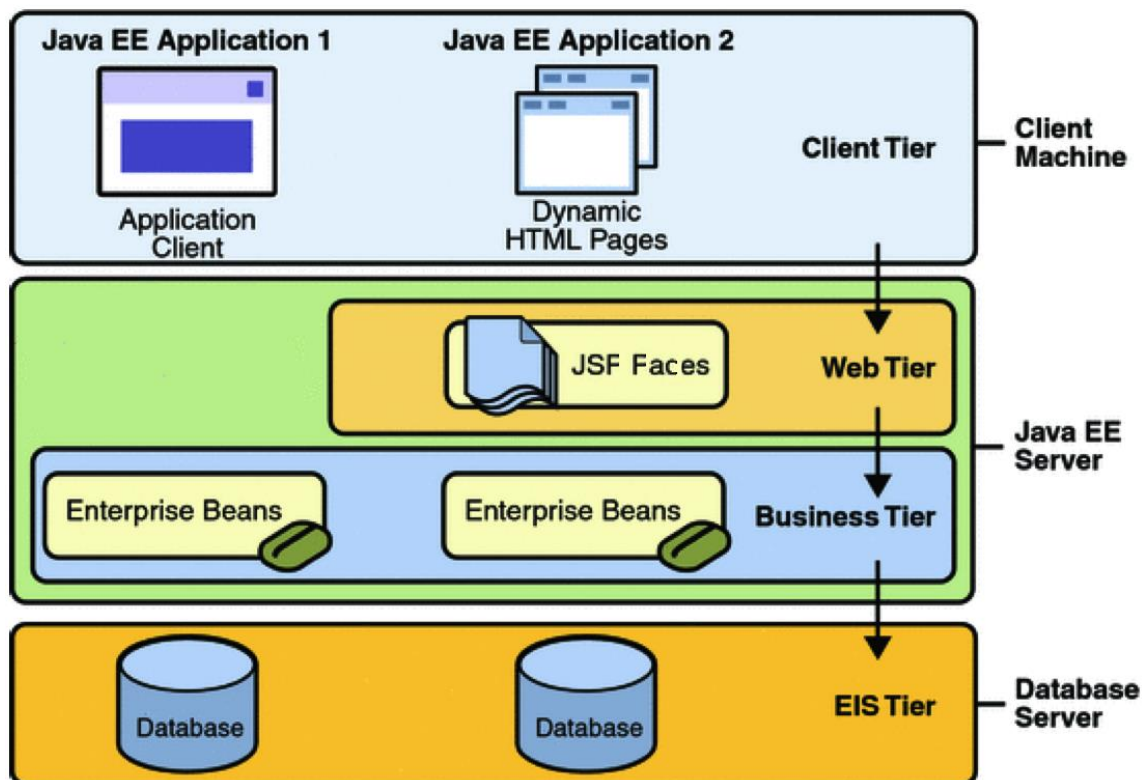 Java EE Application 1
Java EE Application 2
Client Tier
Client
Machine
Application
Client
Dynamic
HTML Pages
JSF Faces
Web Tier
Java EE
Server
Enterprise Beans
Enterprise Beans
Business Tier
Database
Database
EIS Tier
Database
Server